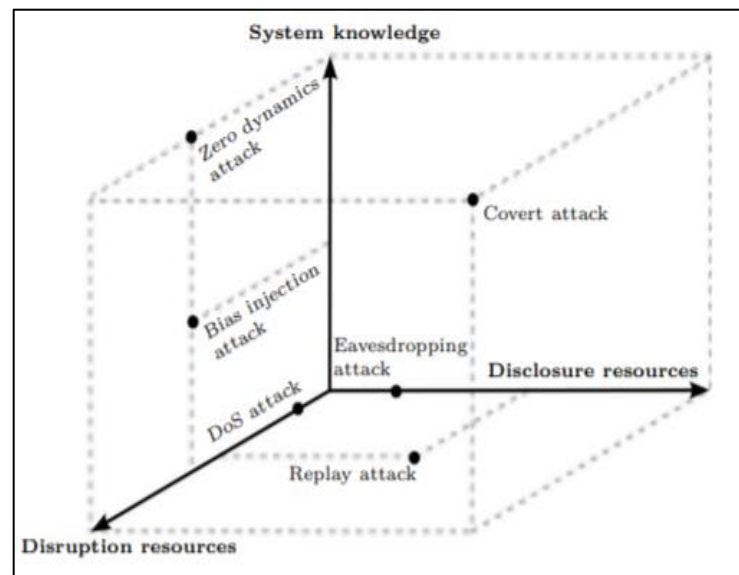 System knowledge
Zero dynamics
attack
Covert attack
Bias injection
attack
Eavesdropping
attack
Disclosure resources
DoS attack
Replay attack
Disruption resources